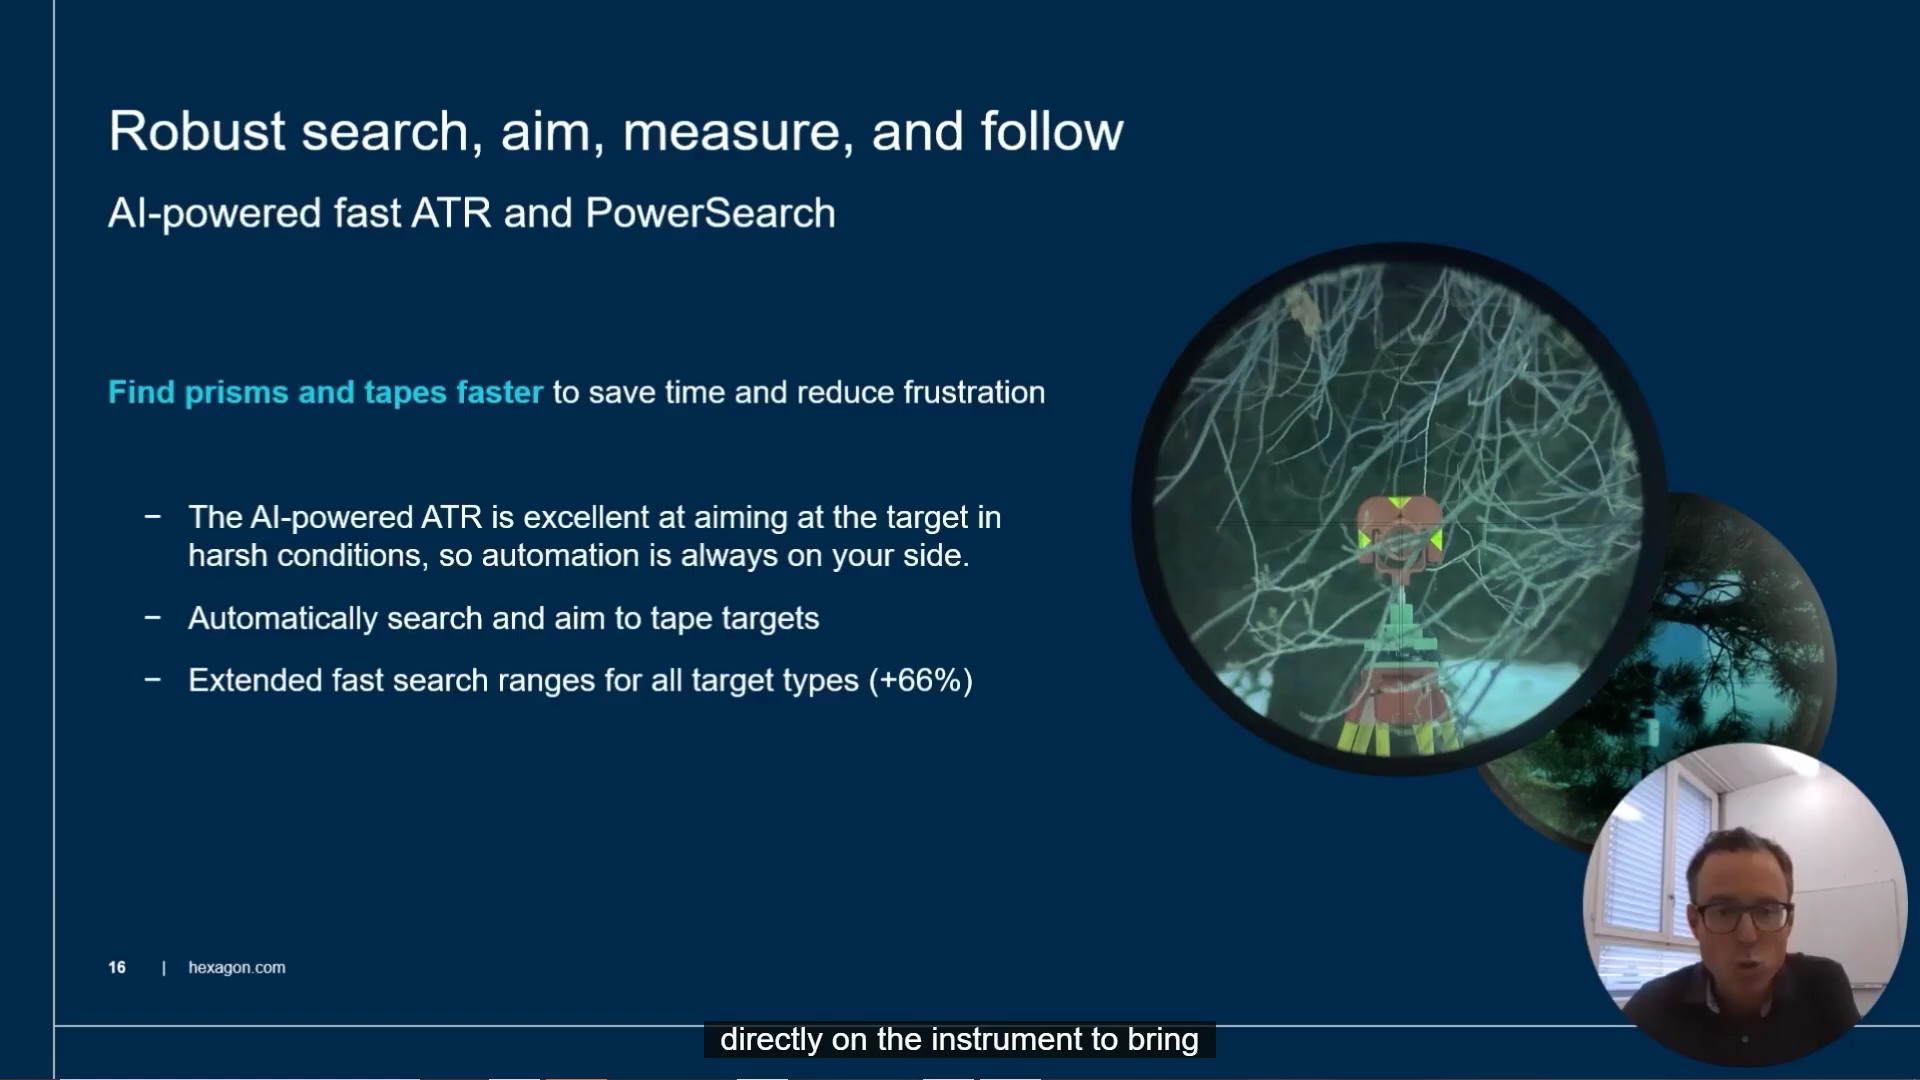 Robust search, aim, measure, and follow
AI-powered fast ATR and PowerSearch
Find prisms and tapes faster to save time and reduce frustration
− The AI-powered ATR is excellent at aiming at the target in
harsh conditions, so automation is always on your side.
− Automatically search and aim to tape targets
− Extended fast search ranges for all target types (+66%)
16 | hexagon.com
directly on the instrument to bring